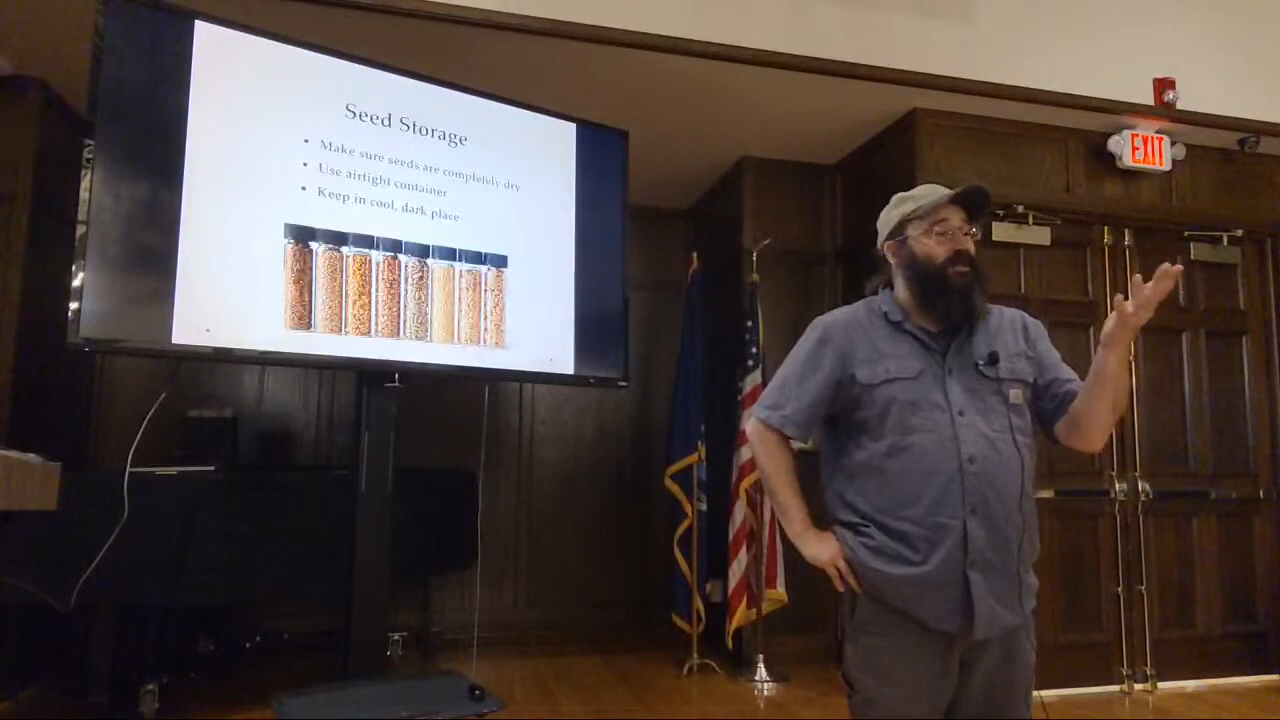 Seed Storage
▪ Make sure seeds are completely dry
▪ Use airtight container
▪ Keep in cool, dark place
EXIT